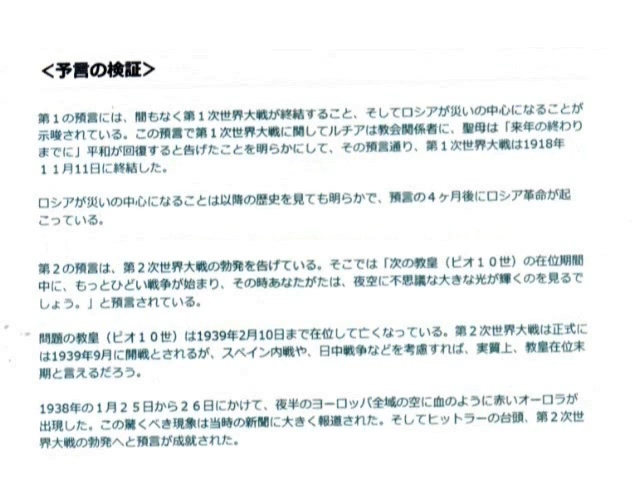 ＜予言の検証＞
第１の預言には、間もなく第１次世界大戦が終結すること、そしてロシアが災いの中心になることが
示唆されている。この預言で第１次世界大戦に関してルチアは教会関係者に、聖母は「来年の終わり
までに」平和が回復すると告げたことを明らかにして、その預言通り、第１次世界大戦は1918年
１１月11日に終結した。
ロシアが災いの中心になることは以降の歴史を見ても明らかで、預言の４ヶ月後にロシア革命が起
こっている。
第２の預言は、第２次世界大戦の勃発を告げている。そこでは「次の教皇（ピオ１０世）の在位期間
中に、もっとひどい戦争が始まり、その時あなたがたは、夜空に不思議な大きな光が輝くのを見るで
しょう。」と預言されている。
問題の教皇（ピオ１０世）は1939年2月10日まで在位して亡くなっている。第２次世界大戦は正式に
は1939年9月に開戦とされるが、スペイン内戦や、日中戦争などを考慮すれば、実質上、教皇在位末
期と言えるだろう。
1938年の１月２５日から２６日にかけて、夜半のヨーロッパ全域の空に血のように赤いオーロラが
出現した。この驚くべき現象は当時の新聞に大きく報道された。そしてヒットラーの台頭、第２次世
界大戦の勃発へと預言が成就された。